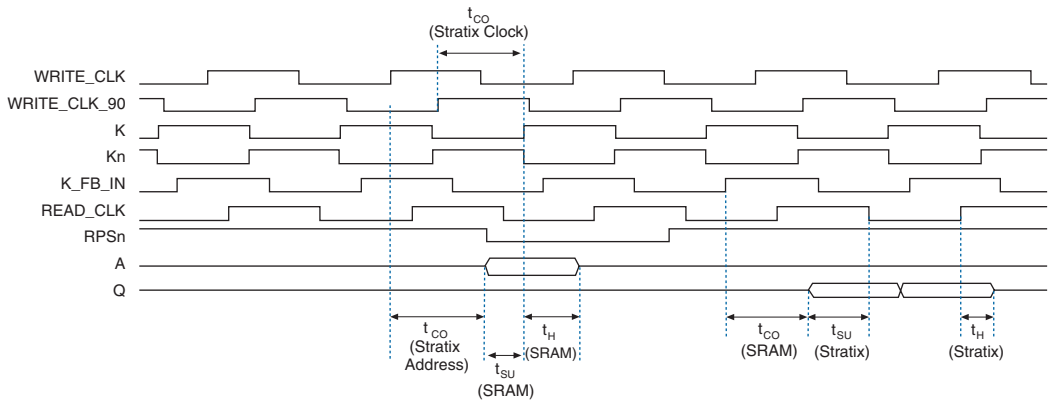 tCO
(Stratix Clock)
WRITE_CLK
WRITE_CLK_90
K
Kn
K_FB_IN
READ_CLK
RPSn
A
Q
tCO
(Stratix
Address)
tSU
(SRAM)
tH
(SRAM)
tCO
(SRAM)
tSU
(Stratix)
tH
(Stratix)